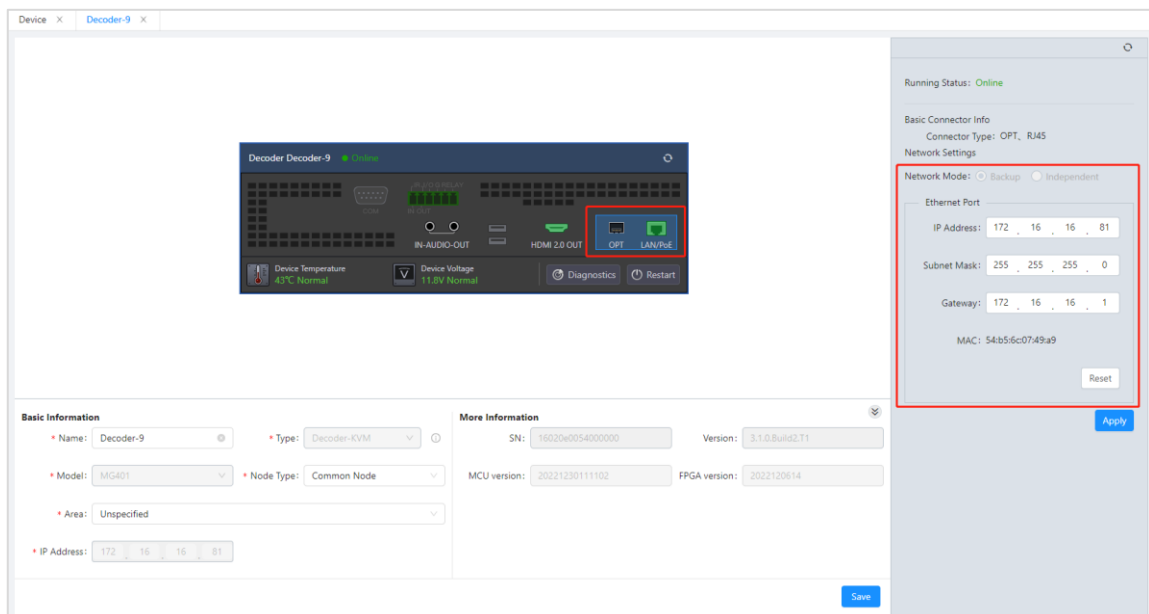 Device ×
Decoder-9 ×
Decoder Decoder-9 Online
COM
IN OUT
IN-AUDIO-OUT
HDMI 2.0 OUT
OPT
LAN/PoE
Device Temperature
43℃ Normal
V
Device Voltage
11.8V Normal
Diagnostics
Restart
Running Status: Online
Basic Connector Info
Connector Type: OPT、RJ45
Network Settings
Network Mode: Backup Independent
Ethernet Port
IP Address: 172 . 16 . 16 . 81
Subnet Mask: 255 . 255 . 255 . 0
Gateway: 172 . 16 . 16 . 1
MAC: 54:b5:6c:07:49:a9
Reset
Apply
Basic Information
* Name: Decoder-9
* Type: Decoder-KVM
* Model: MG401
* Node Type: Common Node
* Area: Unspecified
* IP Address: 172 . 16 . 16 . 81
More Information
SN: 16020e0054000000
Version: 3.1.0.Build2.T1
MCU version: 20221230111102
FPGA version: 2022120614
Save